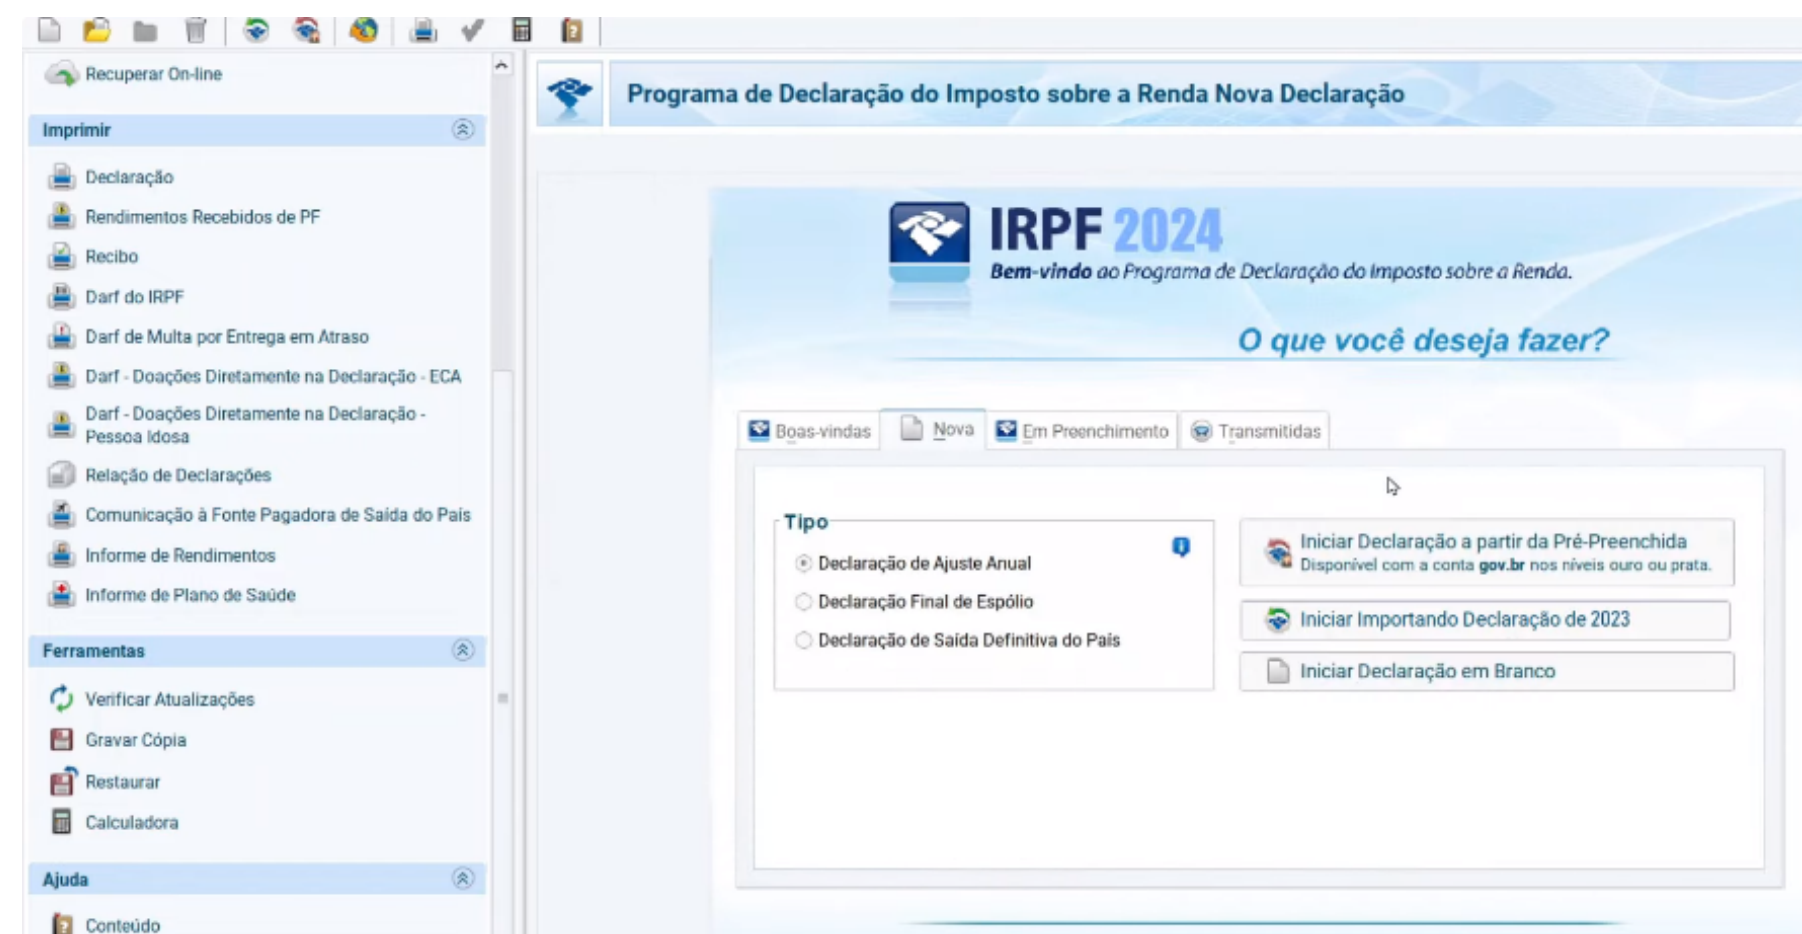 Recuperar On-line
Imprimir
Declaração
Rendimentos Recebidos de PF
Recibo
Darf do IRPF
Darf de Multa por Entrega em Atraso
Darf - Doações Diretamente na Declaração - ECA
Darf - Doações Diretamente na Declaração -
Pessoa Idosa
Relação de Declarações
Comunicação à Fonte Pagadora de Saída do País
Informe de Rendimentos
Informe de Plano de Saúde
Ferramentas
Verificar Atualizações
Gravar Cópia
Restaurar
Calculadora
Ajuda
Conteúdo
Programa de Declaração do Imposto sobre a Renda Nova Declaração
IRPF 2024
Bem-vindo ao Programa de Declaração do Imposto sobre a Renda.
O que você deseja fazer?
Boas-vindas Nova Em Preenchimento Transmitidas
Tipo
Declaração de Ajuste Anual
Declaração Final de Espólio
Declaração de Saída Definitiva do País
Iniciar Declaração a partir da Pré-Preenchida
Disponível com a conta gov.br nos níveis ouro ou prata.
Iniciar Importando Declaração de 2023
Iniciar Declaração em Branco